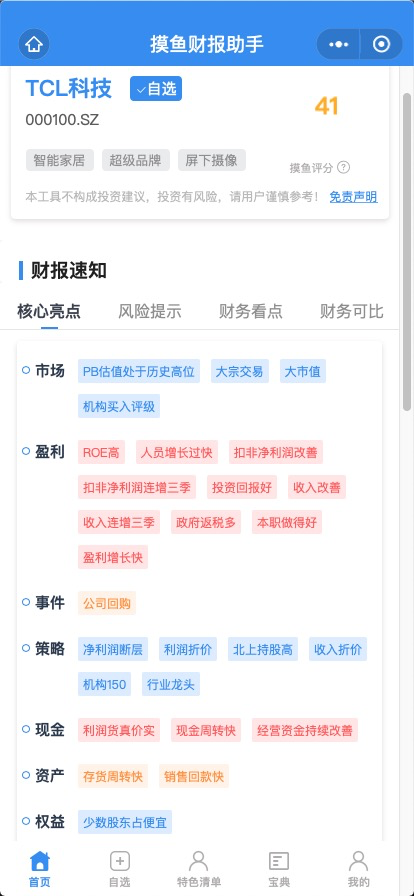 摸鱼财报助手
TCL科技 ✓自选
41
000100.SZ
智能家居 超级品牌 屏下摄像
摸鱼评分 ?
本工具不构成投资建议，投资有风险，请用户谨慎参考！ 免责声明
财报速知
核心亮点 风险提示 财务看点 财务可比
市场 PB估值处于历史高位 大宗交易 大市值
机构买入评级
盈利 ROE高 人员增长过快 扣非净利润改善
扣非净利润连增三季 投资回报好 收入改善
收入连增三季 政府返税多 本职做得好
盈利增长快
事件 公司回购
策略 净利润断层 利润折价 北上持股高 收入折价
机构150 行业龙头
现金 利润货真价实 现金周转快 经营资金持续改善
资产 存货周转快 销售回款快
权益 少数股东占便宜
首页 自选 特色清单 宝典 我的